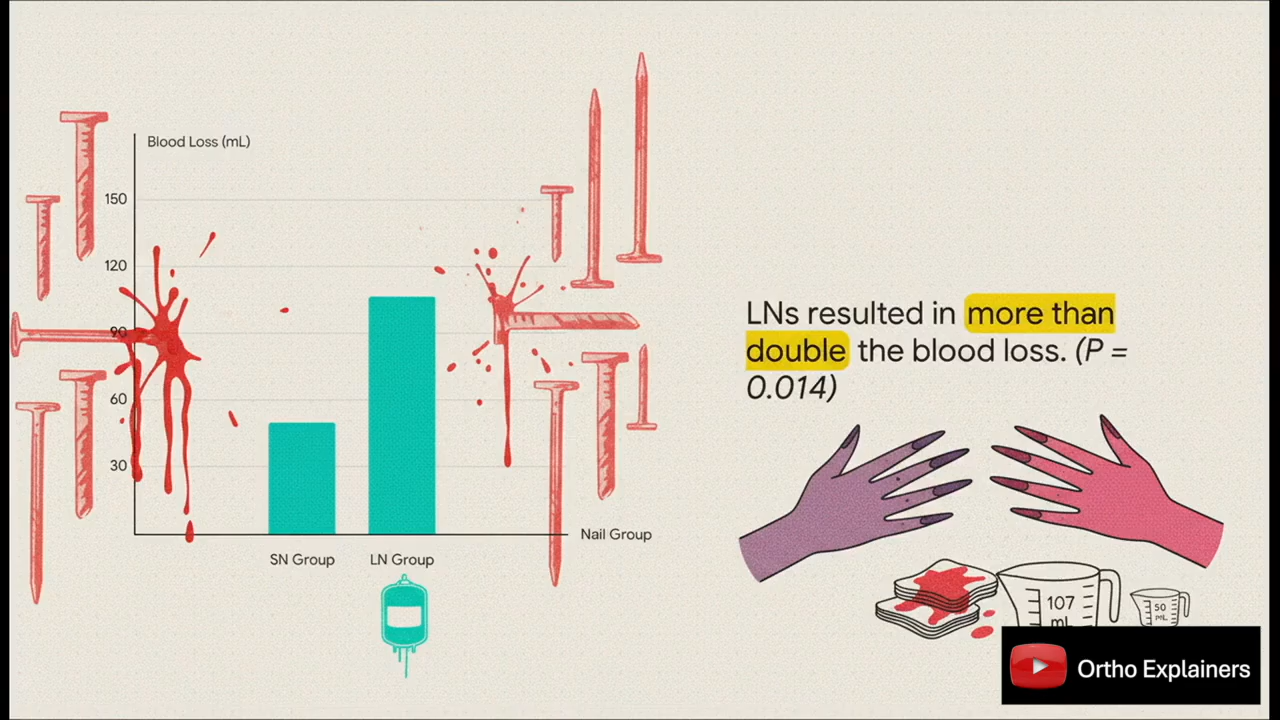 Blood Loss (mL)
150
120
90
60
30
SN Group
LN Group
Nail Group
LNs resulted in more than
double the blood loss. (P =
0.014)
107
mL
50
Ortho Explainers